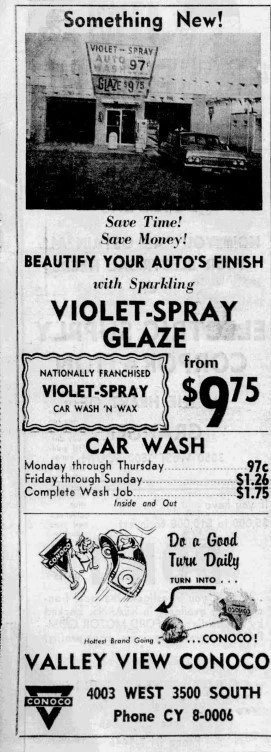 Something New!
VIOLET-SPRAY
AUTO
WASH 97¢
GLAZE $9.75
Save Time!
Save Money!
BEAUTIFY YOUR AUTO'S FINISH
with Sparkling
VIOLET-SPRAY
GLAZE
NATIONALLY FRANCHISED
VIOLET-SPRAY
CAR WASH 'N WAX
from
$9.75
CAR WASH
Monday through Thursday 97c
Friday through Sunday $1.26
Complete Wash Job $1.75
Inside and Out
CONOCO
Do a Good
Turn Daily
TURN INTO . . .
CONOCO
Hottest Brand Going . . . CONOCO!
VALLEY VIEW CONOCO
CONOCO
4003 WEST 3500 SOUTH
Phone CY 8-0006